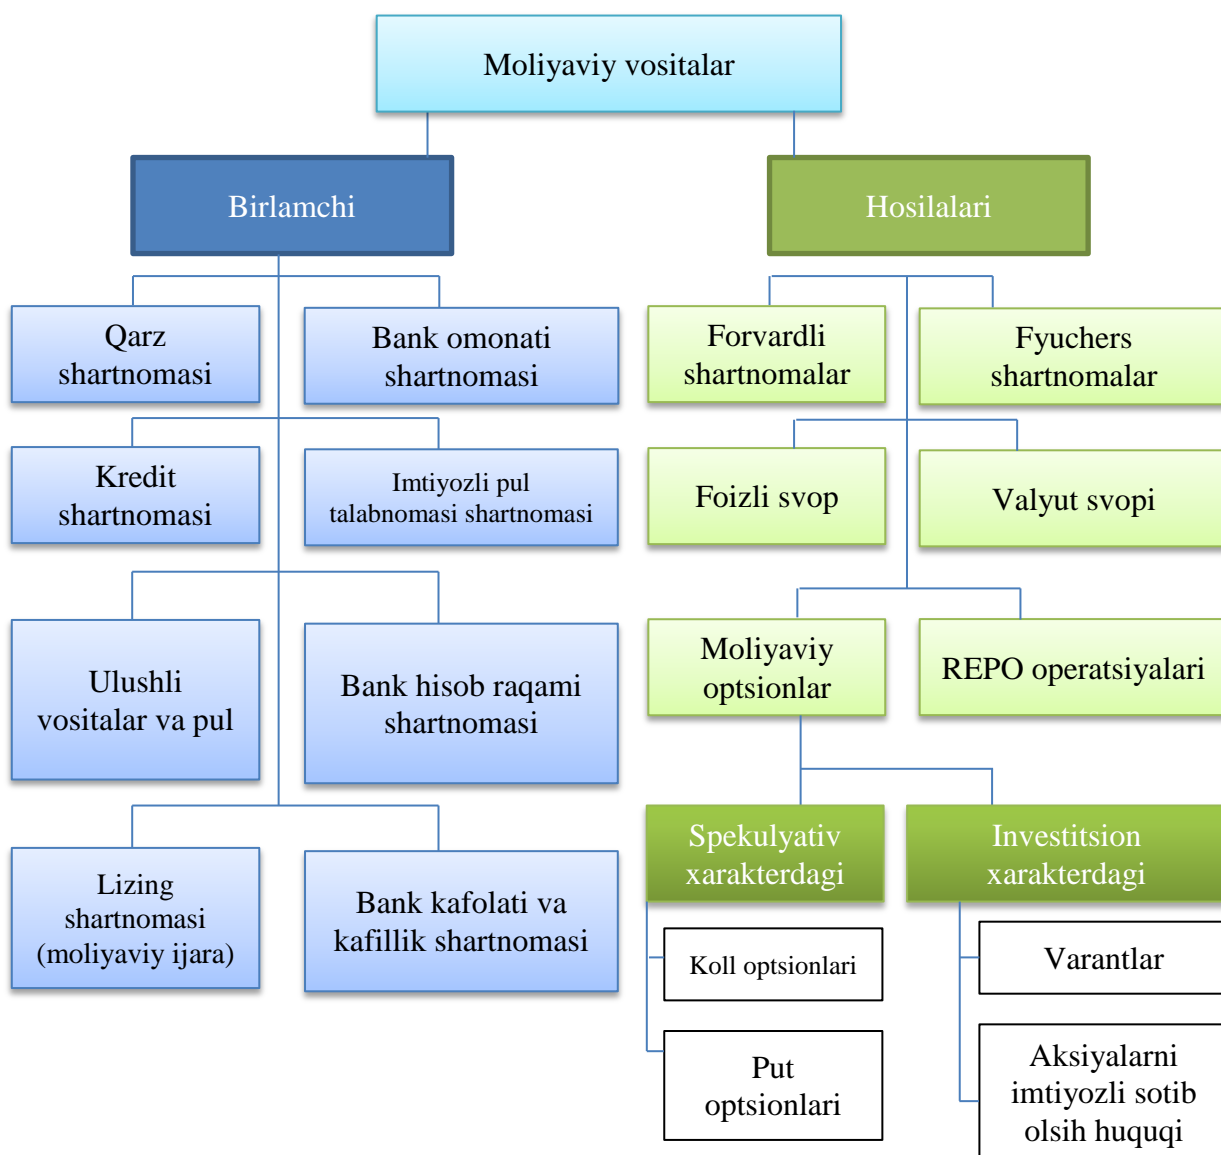 Moliyaviy vositalar
Birlamchi
Hosilalari
Qarz
shartnomasi
Bank omonati
shartnomasi
Forvardli
shartnomalar
Fyuchers
shartnomalar
Kredit
shartnomasi
Imtiyozli pul
talabnomasi shartnomasi
Foizli svop
Valyut svopi
Ulushli
vositalar va pul
Bank hisob raqami
shartnomasi
Moliyaviy
optsionlar
REPO operatsiyalari
Lizing
shartnomasi
(moliyaviy ijara)
Bank kafolati va
kafillik shartnomasi
Spekulyativ
xarakterdagi
Investitsion
xarakterdagi
Koll optsionlari
Varantlar
Put
optsionlari
Aksiyalarni
imtiyozli sotib
olsih huquqi